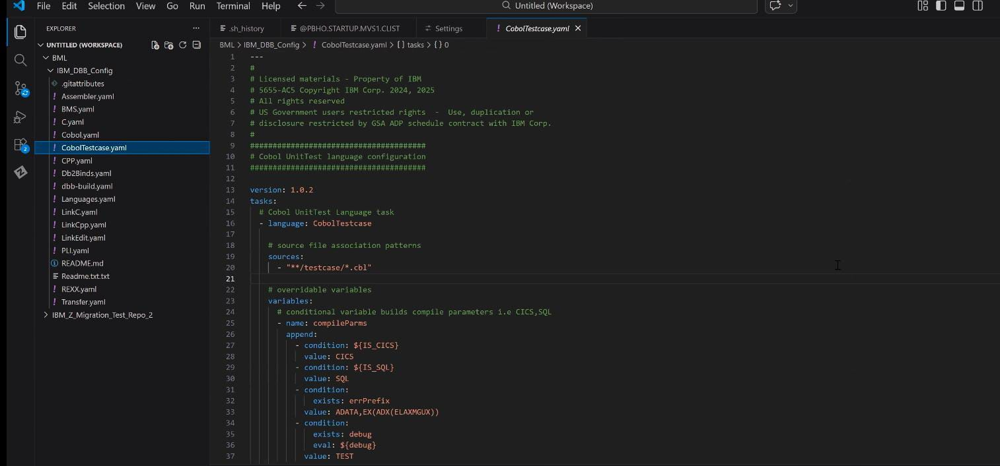 File Edit Selection View Go Run Terminal Help
Untitled (Workspace)
EXPLORER
UNTITLED (WORKSPACE)
BML
IBM_DBB_Config
.gitattributes
! Assembler.yaml
! BMS.yaml
! C.yaml
! Cobol.yaml
! CobolTestcase.yaml
! CPP.yaml
! Db2Binds.yaml
! dbb-build.yaml
! Languages.yaml
! LinkC.yaml
! LinkCpp.yaml
! LinkEdit.yaml
! PLI.yaml
README.md
Readme.txt.txt
! REXX.yaml
! Transfer.yaml
IBM_Z_Migration_Test_Repo_2
2
.sh_history @PBHO.STARTUP.MVS1.CLIST Settings ! CobolTestcase.yaml
BML > IBM_DBB_Config > ! CobolTestcase.yaml > [ ] tasks > { } 0
1 ---
2 #
3 # Licensed materials - Property of IBM
4 # 5655-AC5 Copyright IBM Corp. 2024, 2025
5 # All rights reserved
6 # US Government users restricted rights  -  Use, duplication or
7 # disclosure restricted by GSA ADP schedule contract with IBM Corp.
8 #
9 #######################################
10 # Cobol UnitTest language configuration
11 #######################################
12
13 version: 1.0.2
14 tasks:
15   # Cobol UnitTest Language task
16   - language: CobolTestcase
17
18     # source file association patterns
19     sources:
20       - "**/testcase/*.cbl"
21
22     # overridable variables
23     variables:
24       # conditional variable builds compile parameters i.e CICS,SQL
25       - name: compileParms
26         append:
27           - condition: ${IS_CICS}
28             value: CICS
29           - condition: ${IS_SQL}
30             value: SQL
31           - condition:
32               exists: errPrefix
33             value: ADATA,EX(ADX(ELAXMGUX))
34           - condition:
35               exists: debug
36               eval: ${debug}
37             value: TEST